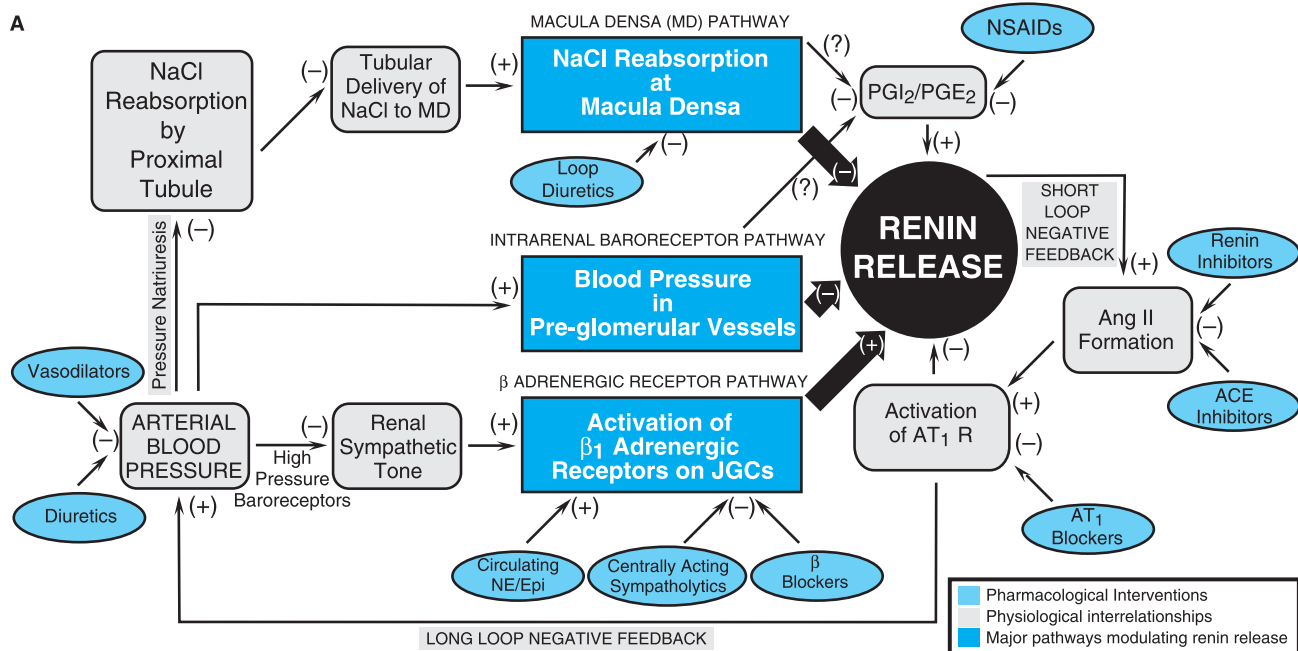 A
MACULA DENSA (MD) PATHWAY
NaCl
Reabsorption
by
Proximal
Tubule
(–)
Tubular
Delivery of
NaCl to MD
(+)
NaCl Reabsorption
at
Macula Densa
(?)
(–)
PGI₂/PGE₂
(–)
NSAIDs
(+)
Loop
Diuretics
(–)
(–)
(?)
RENIN
RELEASE
SHORT
LOOP
NEGATIVE
FEEDBACK
(+)
Renin
Inhibitors
(–)
Ang II
Formation
ACE
Inhibitors
Pressure Natriuresis
(–)
INTRARENAL BARORECEPTOR PATHWAY
(+)
Blood Pressure
in
Pre-glomerular Vessels
(–)
Vasodilators
(–)
Diuretics
ARTERIAL
BLOOD
PRESSURE
(+)
(–)
High
Pressure
Baroreceptors
Renal
Sympathetic
Tone
(+)
β ADRENERGIC RECEPTOR PATHWAY
Activation of
β₁ Adrenergic
Receptors on JGCs
(+)
(–)
Activation
of AT₁ R
(+)
(–)
AT₁
Blockers
(+)
(–)
Circulating
NE/Epi
Centrally Acting
Sympatholytics
β
Blockers
LONG LOOP NEGATIVE FEEDBACK
Pharmacological Interventions
Physiological interrelationships
Major pathways modulating renin release